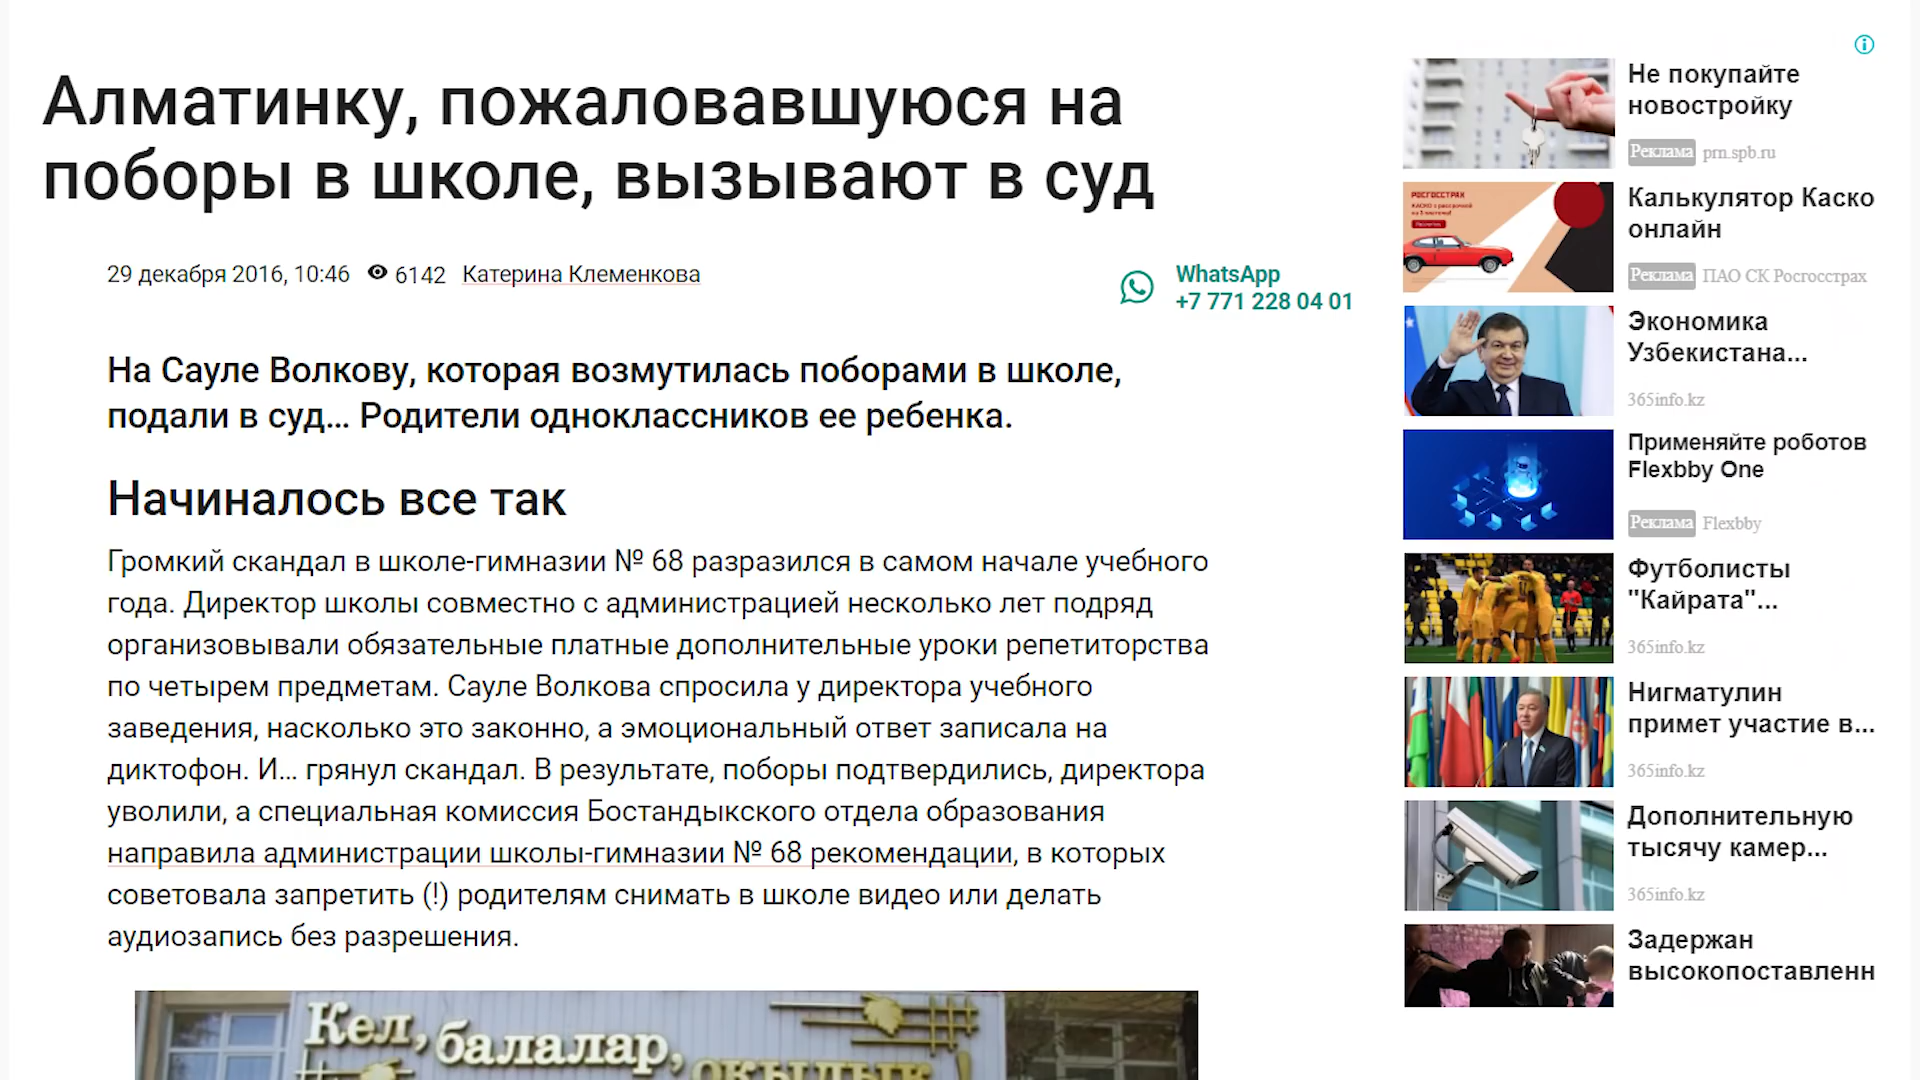 Алматинку, пожаловавшуюся на
поборы в школе, вызывают в суд
29 декабря 2016, 10:46 6142 Катерина Клеменкова
WhatsApp
+7 771 228 04 01
На Сауле Волкову, которая возмутилась поборами в школе,
подали в суд... Родители одноклассников ее ребенка.
Начиналось все так
Громкий скандал в школе-гимназии № 68 разразился в самом начале учебного
года. Директор школы совместно с администрацией несколько лет подряд
организовывали обязательные платные дополнительные уроки репетиторства
по четырем предметам. Сауле Волкова спросила у директора учебного
заведения, насколько это законно, а эмоциональный ответ записала на
диктофон. И... грянул скандал. В результате, поборы подтвердились, директора
уволили, а специальная комиссия Бостандыкского отдела образования
направила администрации школы-гимназии № 68 рекомендации, в которых
советовала запретить (!) родителям снимать в школе видео или делать
аудиозапись без разрешения.
Кел, балалар, оқылық
Не покупайте
новостройку
Реклама prn.spb.ru
РОСГОССТРАХ
Калькулятор Каско
онлайн
Реклама ПАО СК Росгосстрах
Экономика
Узбекистана...
365info.kz
Применяйте роботов
Flexbby One
Реклама Flexbby
Футболисты
"Кайрата"...
365info.kz
Нигматулин
примет участие в...
365info.kz
Дополнительную
тысячу камер...
365info.kz
Задержан
высокопоставленн